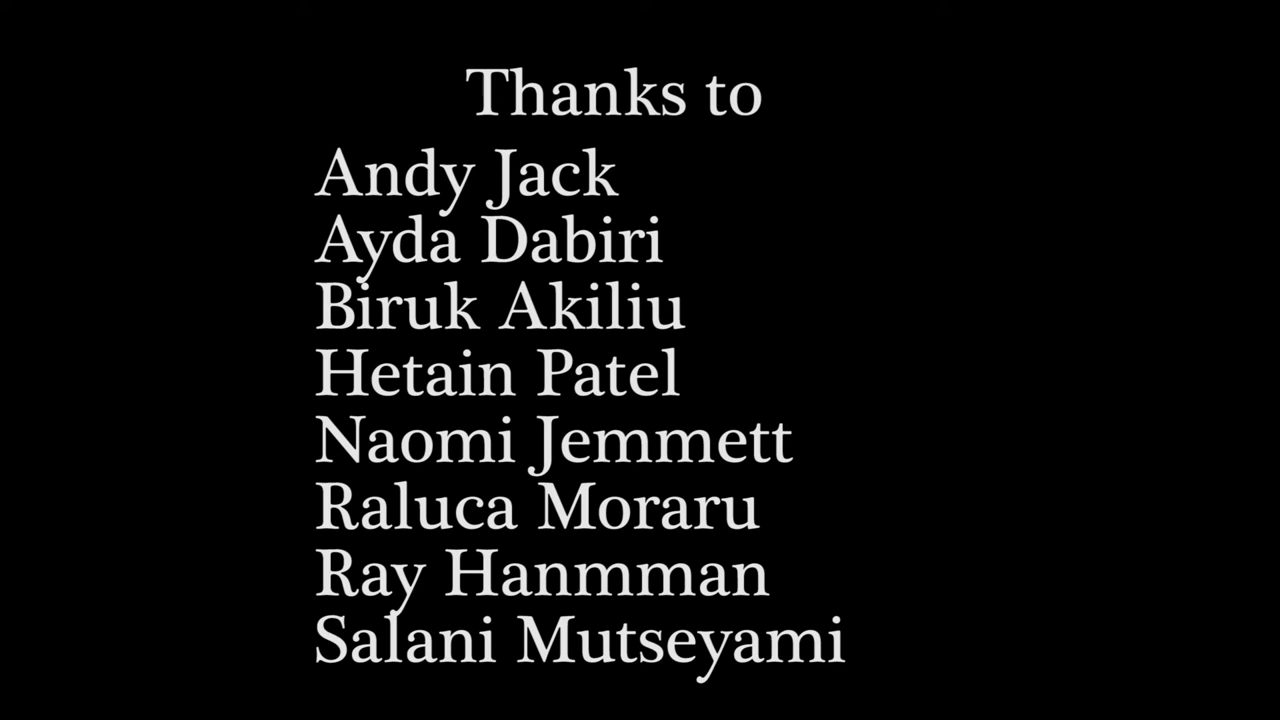 Thanks to
Andy Jack
Ayda Dabiri
Biruk Akiliu
Hetain Patel
Naomi Jemmett
Raluca Moraru
Ray Hanmman
Salani Mutseyami